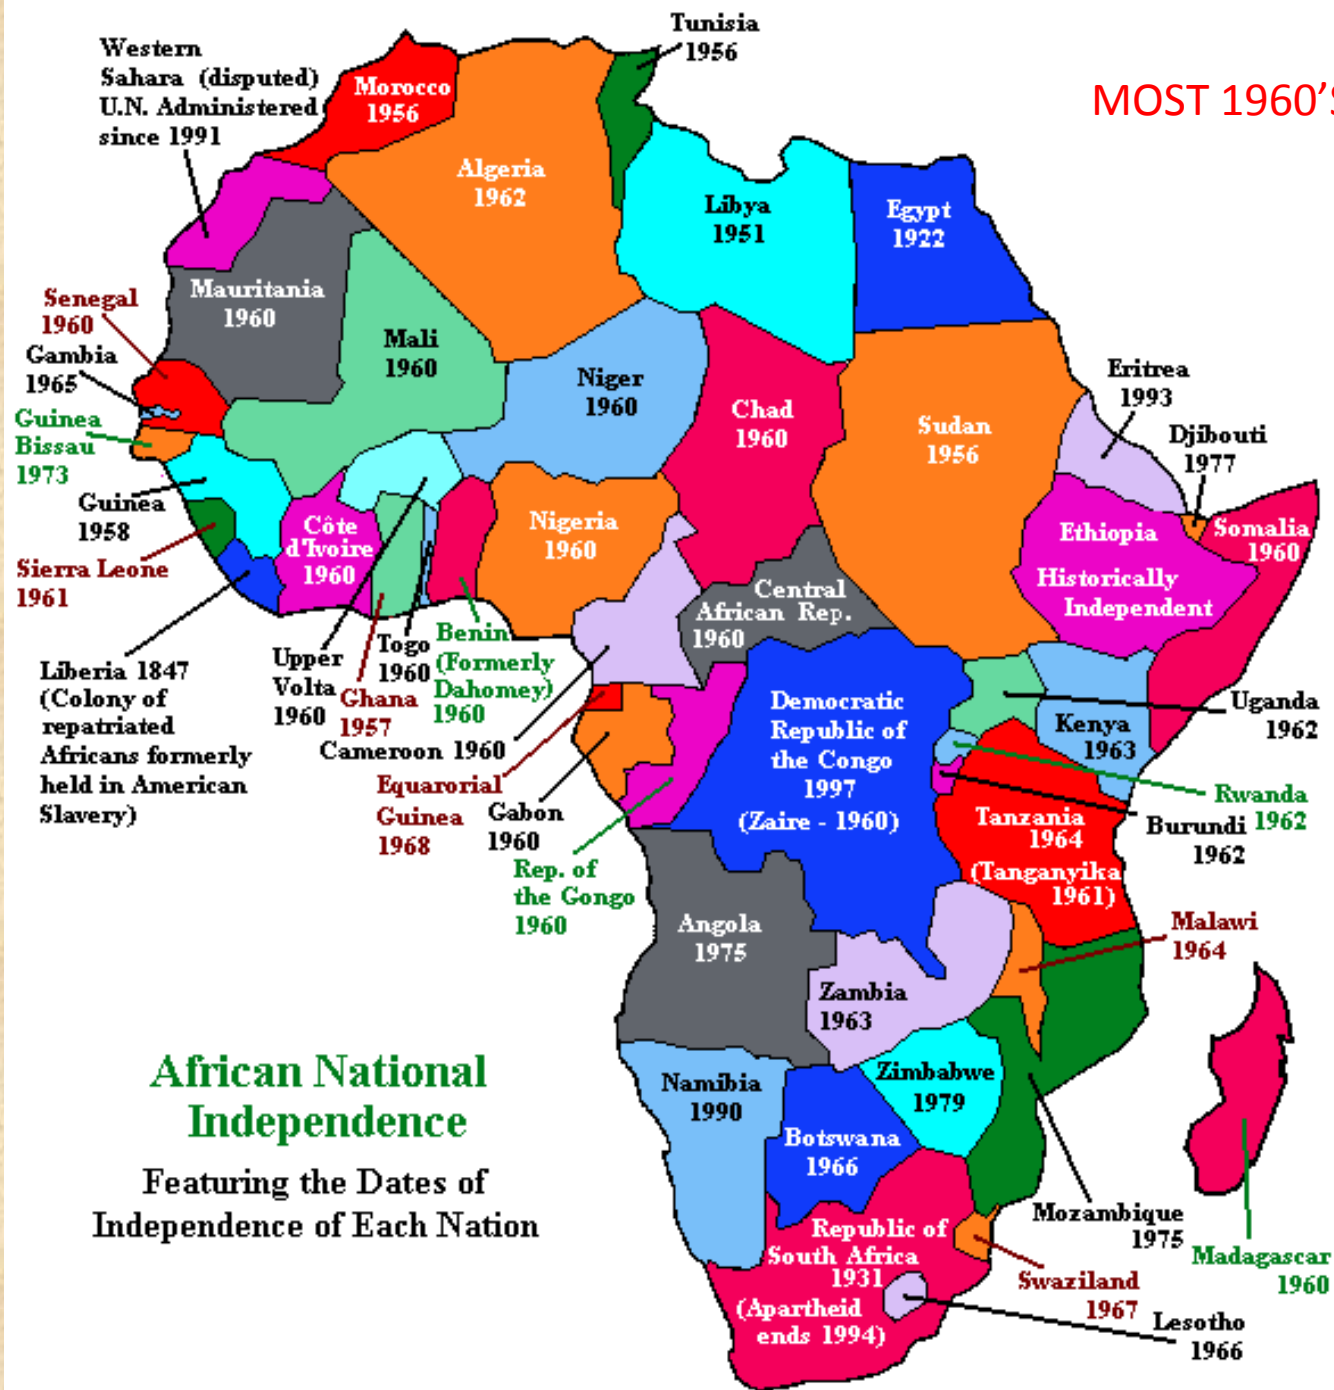 Tunisia
1956
MOST 1960'S
Western
Sahara (disputed)
U.N. Administered
since 1991
Morocco
1956
Algeria
1962
Libya
1951
Egypt
1922
Mauritania
1960
Senegal
1960
Gambia
1965
Guinea
Bissau
1973
Guinea
1958
Sierra Leone
1961
Mali
1960
Niger
1960
Chad
1960
Sudan
1956
Eritrea
1993
Djibouti
1977
Ethiopia
Historically
Independent
Somalia
1960
Côte
d'Ivoire
1960
Nigeria
1960
Central
African Rep.
1960
Liberia 1847
(Colony of
repatriated
Africans formerly
held in American
Slavery)
Upper
Volta
1960
Ghana
1957
Togo
1960
Benin
(Formerly
Dahomey)
1960
Cameroon 1960
Equarorial
Guinea
1968
Gabon
1960
Rep. of
the Gongo
1960
Democratic
Republic of
the Congo
1997
(Zaire - 1960)
Uganda
1962
Kenya
1963
Rwanda
1962
Burundi
1962
Tanzania
1964
(Tanganyika
1961)
Angola
1975
Malawi
1964
Zambia
1963
Namibia
1990
Zimbabwe
1979
Botswana
1966
Mozambique
1975
Madagascar
1960
Republic of
South Africa
1931
(Apartheid
ends 1994)
Swaziland
1967
Lesotho
1966
African National
Independence
Featuring the Dates of
Independence of Each Nation